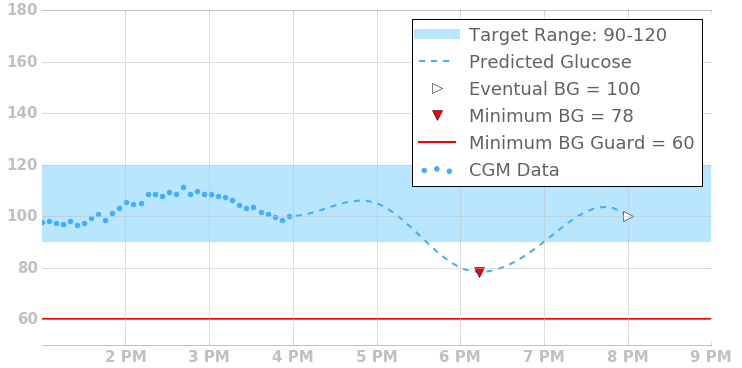 180
160
140
120
100
80
60
Target Range: 90-120
Predicted Glucose
Eventual BG = 100
Minimum BG = 78
Minimum BG Guard = 60
CGM Data
2 PM 3 PM 4 PM 5 PM 6 PM 7 PM 8 PM 9 PM